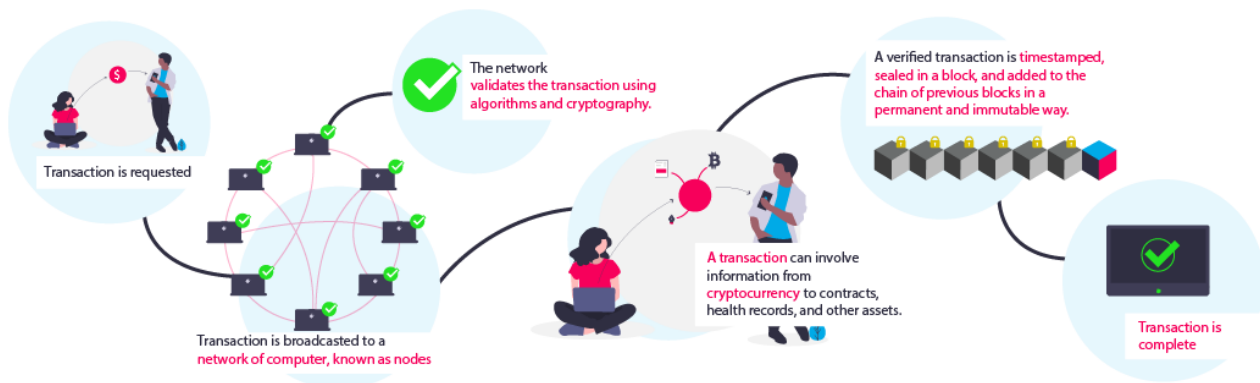 Transaction is requested
Transaction is broadcasted to a
network of computer, known as nodes
The network
validates the transaction using
algorithms and cryptography.
A transaction can involve
information from
cryptocurrency to contracts,
health records, and other assets.
A verified transaction is timestamped,
sealed in a block, and added to the
chain of previous blocks in a
permanent and immutable way.
Transaction is
complete